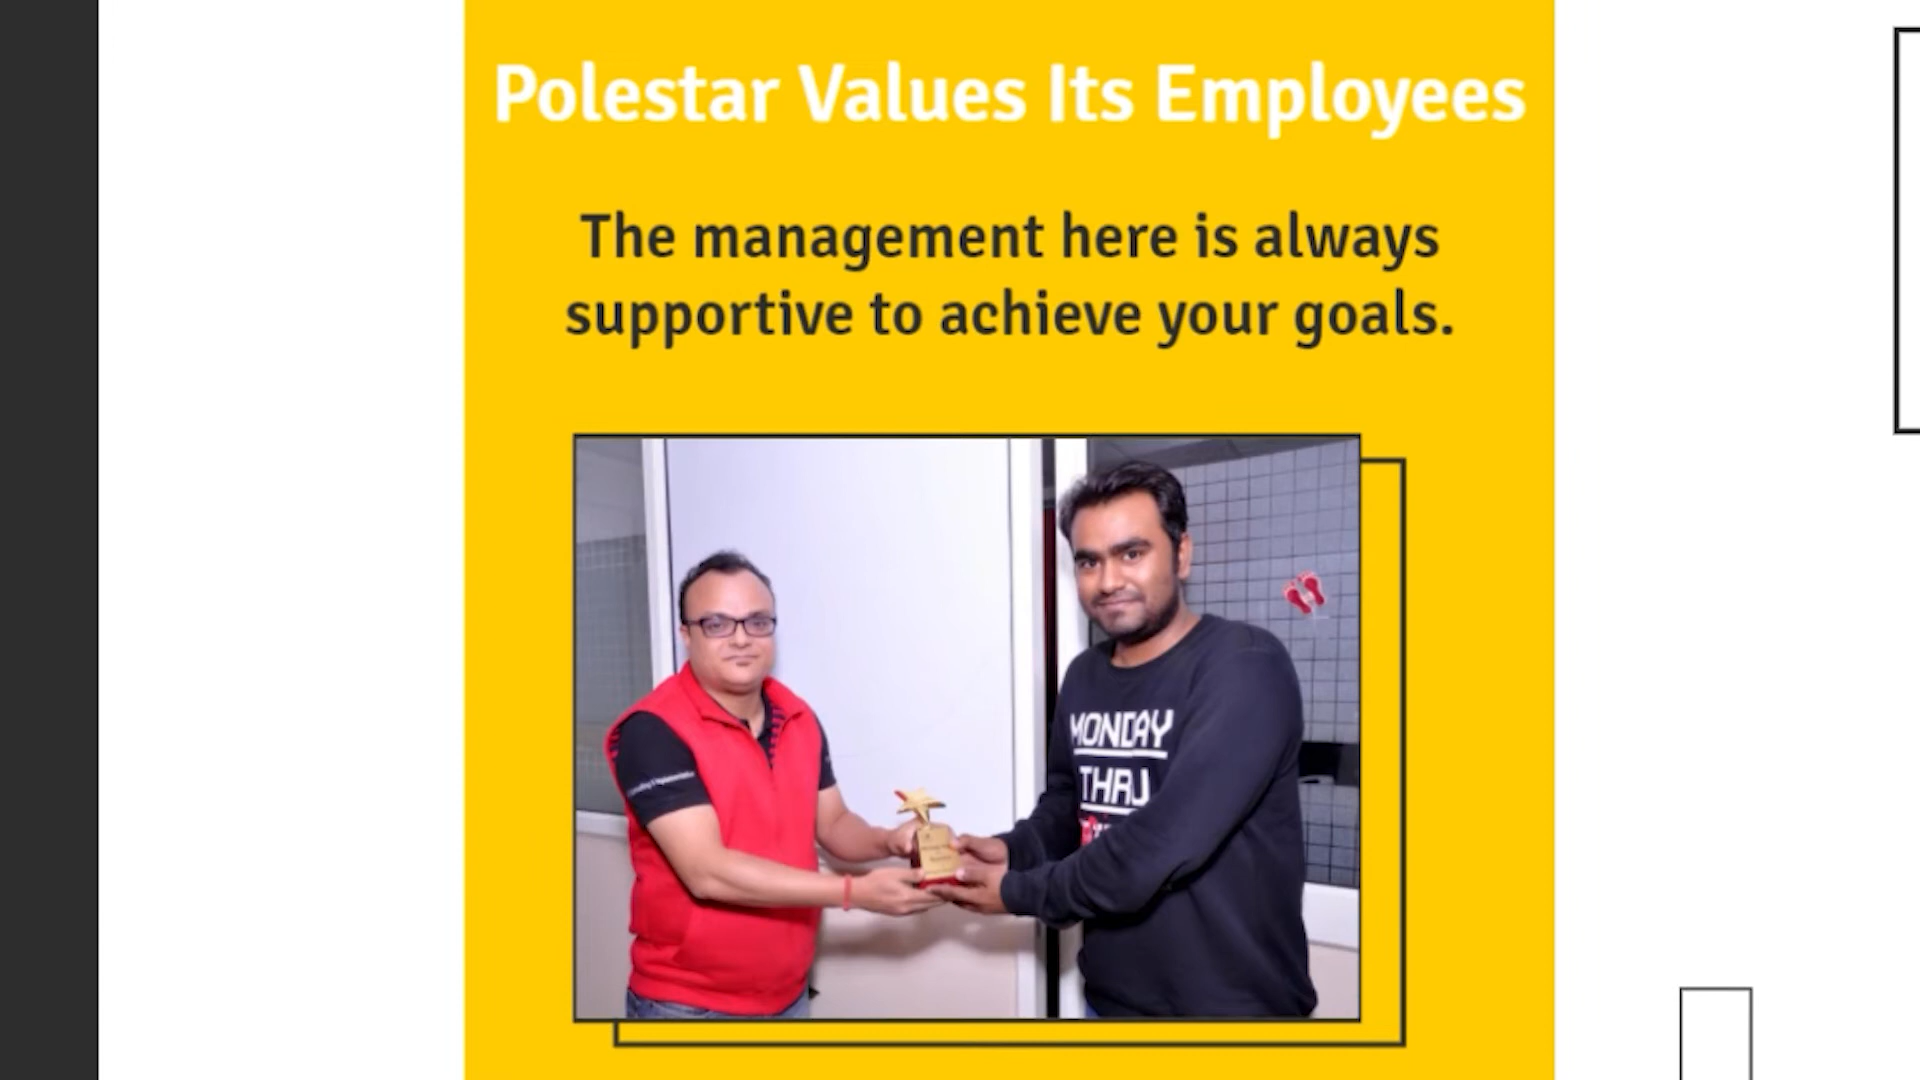 Polestar Values Its Employees
The management here is always
supportive to achieve your goals.
MONDAY
THRU